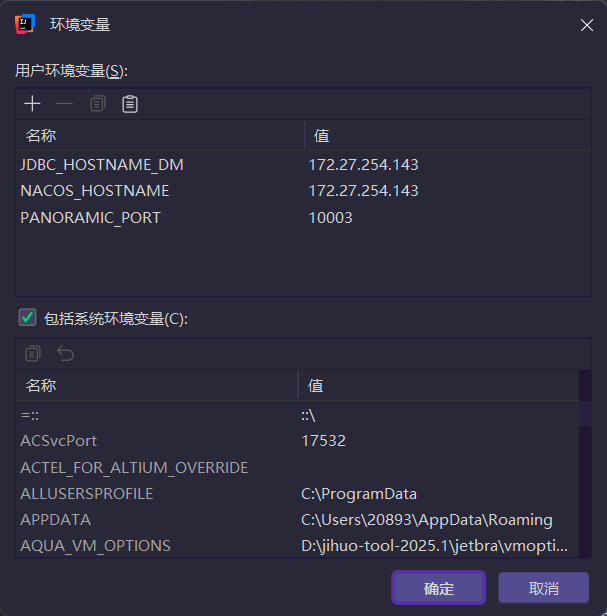 环境变量
用户环境变量(S):
名称 值
JDBC_HOSTNAME_DM 172.27.254.143
NACOS_HOSTNAME 172.27.254.143
PANORAMIC_PORT 10003
包括系统环境变量(C):
名称 值
=:: ::\
ACSvcPort 17532
ACTEL_FOR_ALTIUM_OVERRIDE
ALLUSERSPROFILE C:\ProgramData
APPDATA C:\Users\20893\AppData\Roaming
AQUA_VM_OPTIONS D:\jihuo-tool-2025.1\jetbra\vmopti...
确定 取消